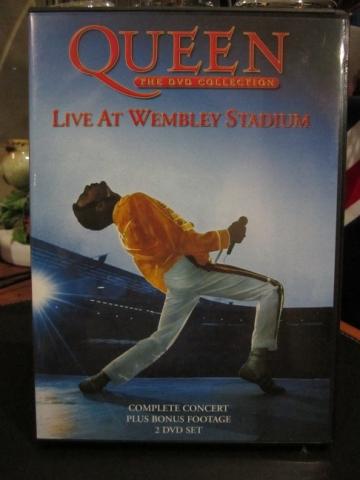 QUEEN
THE DVD COLLECTION
LIVE AT WEMBLEY STADIUM
COMPLETE CONCERT
PLUS BONUS FOOTAGE
2 DVD SET